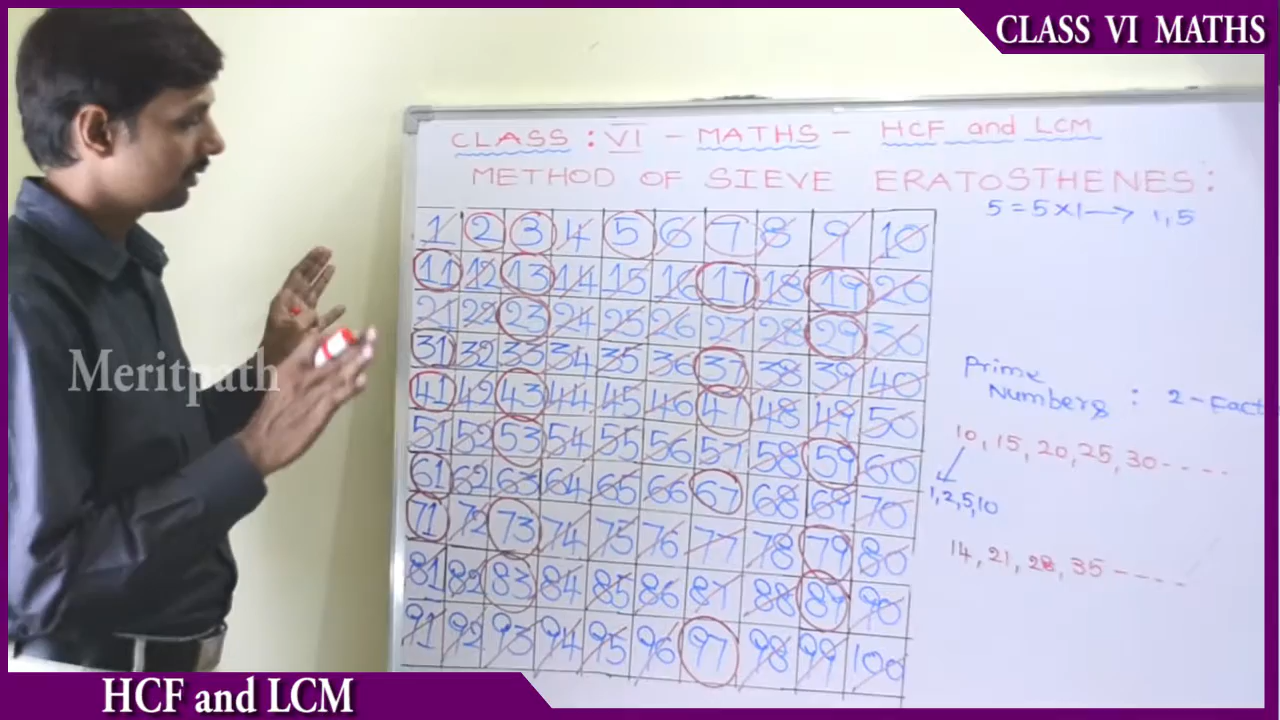 CLASS VI MATHS
CLASS : VI - MATHS - HCF and LCM
METHOD OF SIEVE ERATOSTHENES:
5 = 5 × 1 → 1, 5
1 2 3 4 5 6 7 8 9 10
11 12 13 14 15 16 17 18 19 20
21 22 23 24 25 26 27 28 29 30
31 32 33 34 35 36 37 38 39 40
41 42 43 44 45 46 47 48 49 50
51 52 53 54 55 56 57 58 59 60
61 62 63 64 65 66 67 68 69 70
71 72 73 74 75 76 77 78 79 80
81 82 83 84 85 86 87 88 89 90
91 92 93 94 95 96 97 98 99 100
Prime
Numbers : 2 - Fact
10, 15, 20, 25, 30 - - - -
1, 2, 5, 10
14, 21, 28, 35 - - - -
Meritpath
HCF and LCM